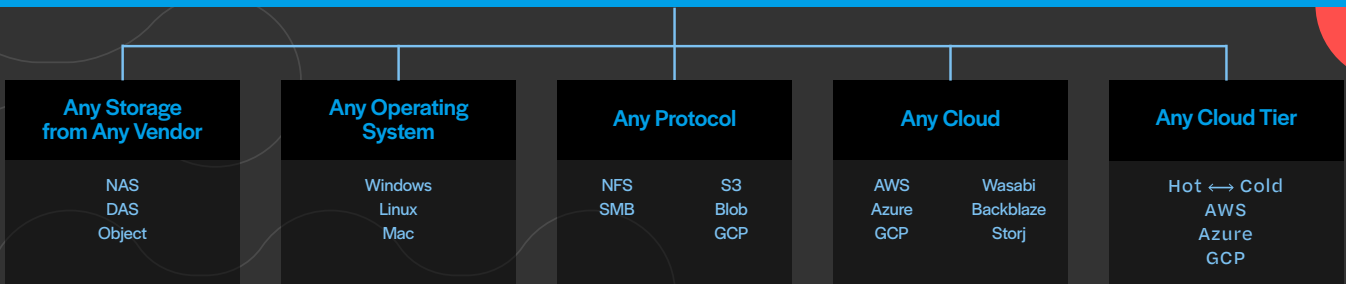 Any Storage
from Any Vendor
NAS
DAS
Object
Any Operating
System
Windows
Linux
Mac
Any Protocol
NFS S3
SMB Blob
GCP
Any Cloud
AWS Wasabi
Azure Backblaze
GCP Storj
Any Cloud Tier
Hot ⟷ Cold
AWS
Azure
GCP